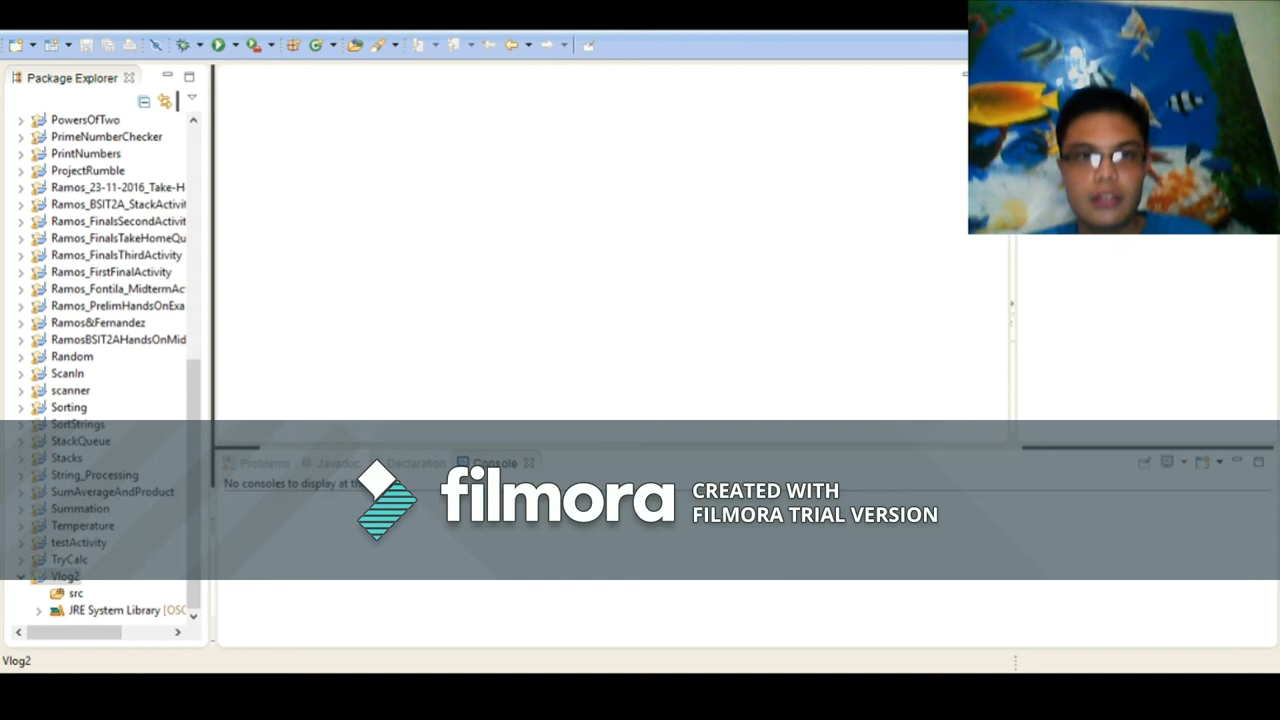 Package Explorer
PowersOfTwo
PrimeNumberChecker
PrintNumbers
ProjectRumble
Ramos_23-11-2016_Take-H
Ramos_BSIT2A_StackActivit
Ramos_FinalsSecondActivit
Ramos_FinalsTakeHomeQu
Ramos_FinalsThirdActivity
Ramos_FirstFinalActivity
Ramos_Fontila_MidtermAc
Ramos_PrelimHandsOnExa
Ramos&Fernandez
RamosBSIT2AHandsOnMid
Random
ScanIn
scanner
Sorting
SortStrings
StackQueue
Stacks
String_Processing
SumAverageAndProduct
Summation
Temperature
testActivity
TryCalc
Vlog2
src
JRE System Library [OSG
Problems @ Javadoc Declaration Console
No consoles to display at th
filmora
CREATED WITH
FILMORA TRIAL VERSION
Vlog2